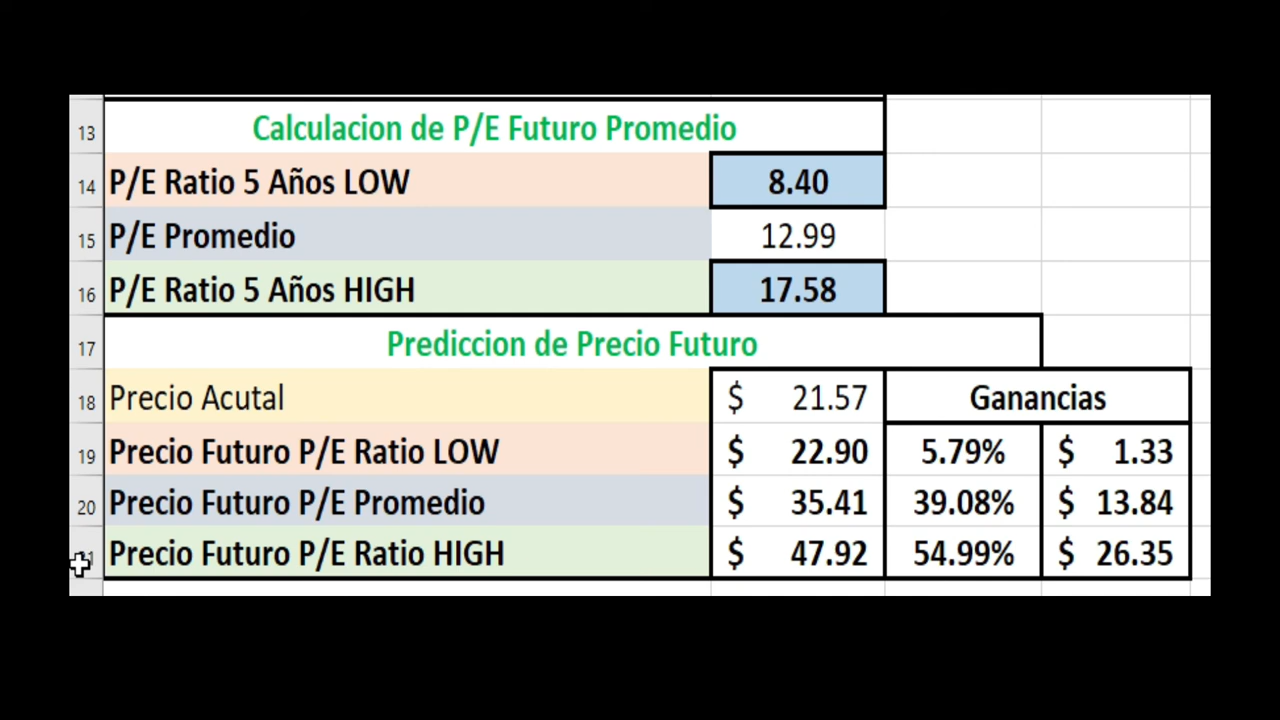 13 Calculacion de P/E Futuro Promedio
14 P/E Ratio 5 Años LOW 8.40
15 P/E Promedio 12.99
16 P/E Ratio 5 Años HIGH 17.58
17 Prediccion de Precio Futuro
18 Precio Acutal $ 21.57 Ganancias
19 Precio Futuro P/E Ratio LOW $ 22.90 5.79% $ 1.33
20 Precio Futuro P/E Promedio $ 35.41 39.08% $ 13.84
Precio Futuro P/E Ratio HIGH $ 47.92 54.99% $ 26.35